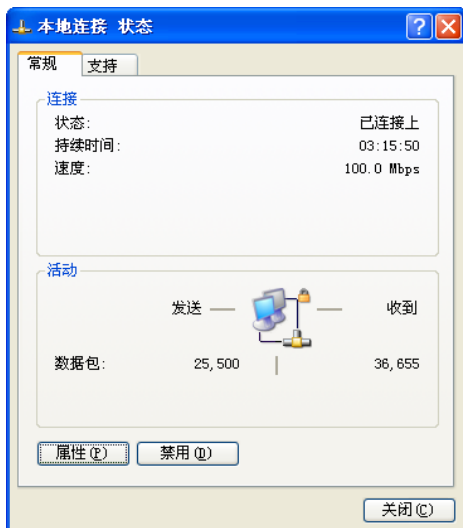 本地连接 状态
常规 支持
连接
状态: 已连接上
持续时间: 03:15:50
速度: 100.0 Mbps
活动
发送 — — 收到
数据包: 25,500 | 36,655
属性(P) 禁用(D)
关闭(C)